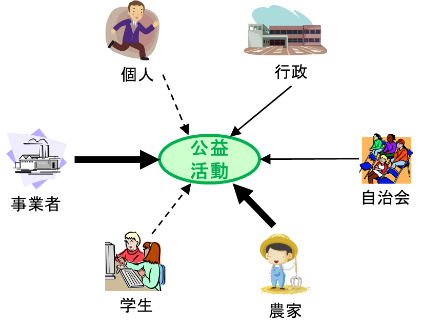 個人
行政
公益
活動
事業者
自治会
学生
農家